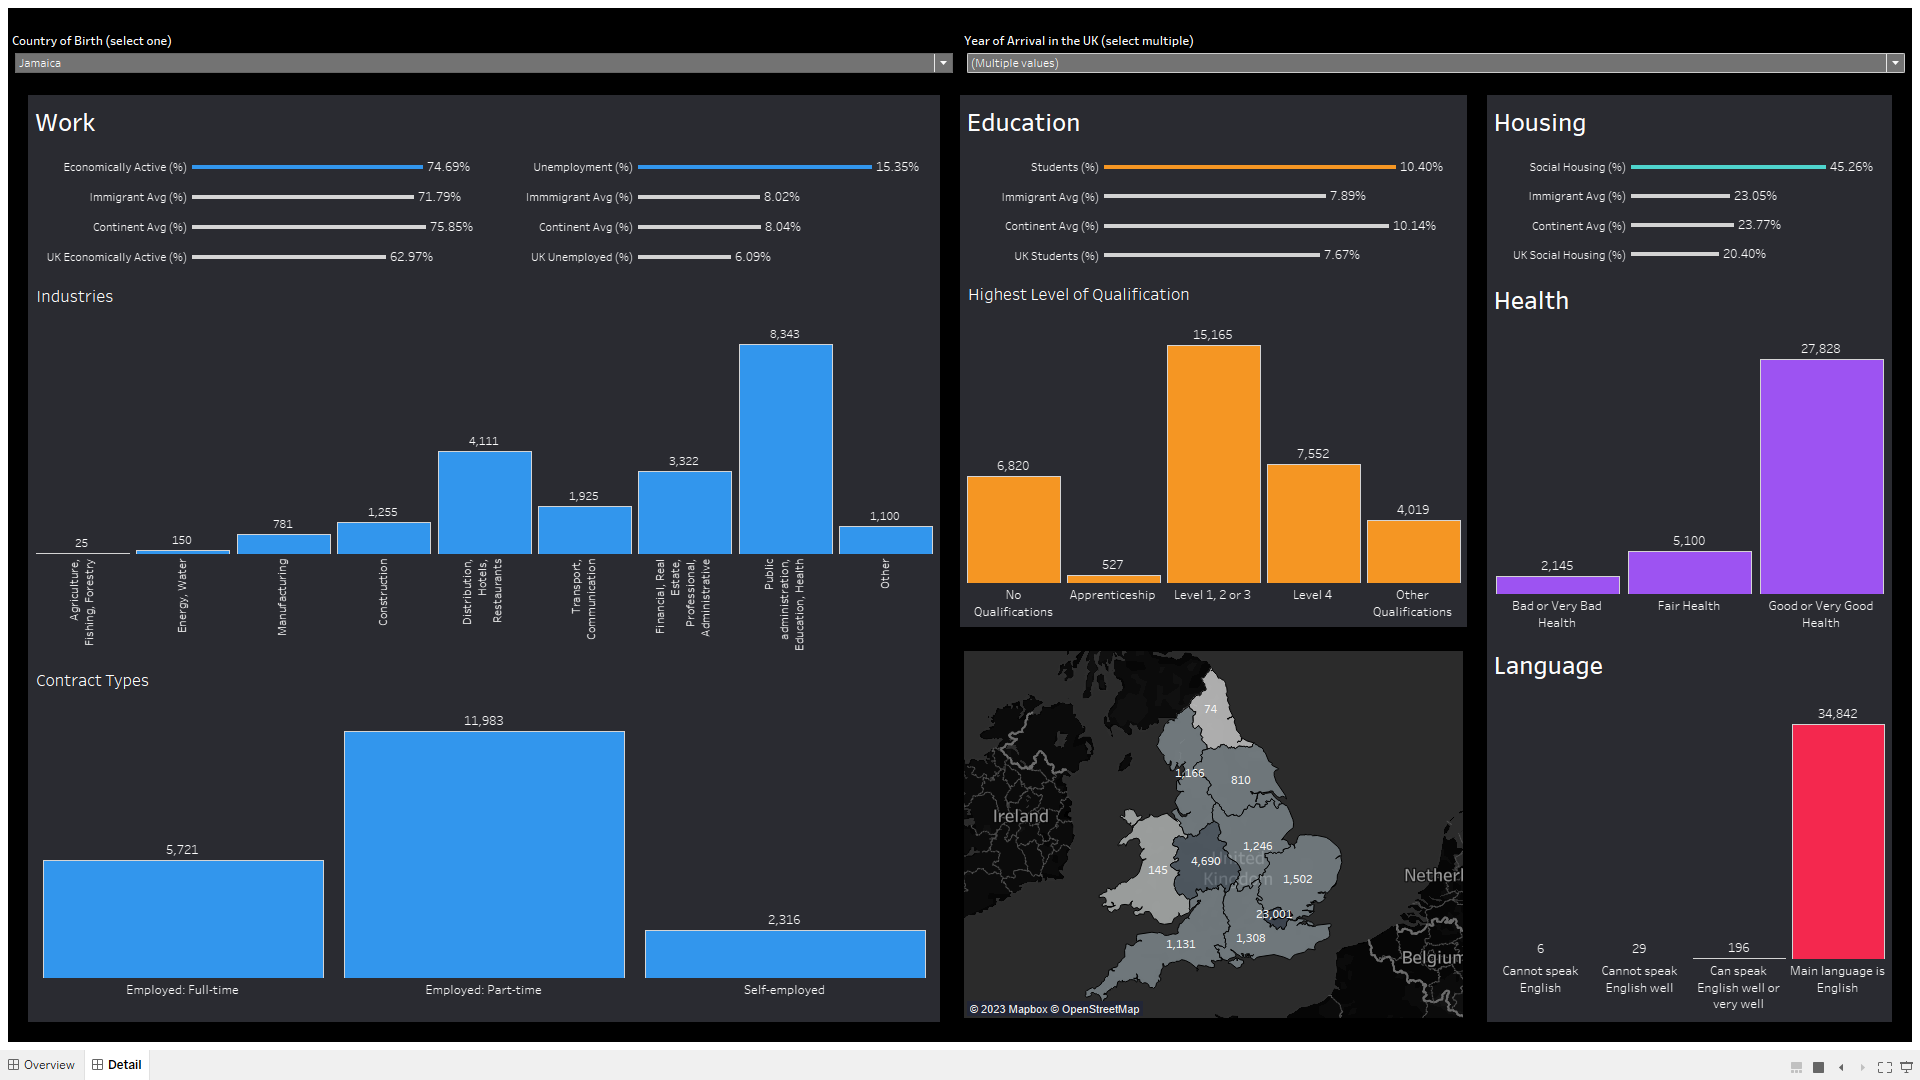 Country of Birth (select one)
Jamaica
Year of Arrival in the UK (select multiple)
(Multiple values)
Work
Economically Active (%) 74.69%
Immigrant Avg (%) 71.79%
Continent Avg (%) 75.85%
UK Economically Active (%) 62.97%
Unemployment (%) 15.35%
Immmigrant Avg (%) 8.02%
Continent Avg (%) 8.04%
UK Unemployed (%) 6.09%
Industries
25
150
781
1,255
4,111
1,925
3,322
8,343
1,100
Agriculture,
Fishing, Forestry
Energy, Water
Manufacturing
Construction
Distribution,
Hotels,
Restaurants
Transport,
Communication
Financial, Real
Estate,
Professional,
Administrative
Public
administration,
Education, Health
Other
Contract Types
5,721
11,983
2,316
Employed: Full-time
Employed: Part-time
Self-employed
Education
Students (%) 10.40%
Immigrant Avg (%) 7.89%
Continent Avg (%) 10.14%
UK Students (%) 7.67%
Highest Level of Qualification
6,820
527
15,165
7,552
4,019
No
Qualifications
Apprenticeship
Level 1, 2 or 3
Level 4
Other
Qualifications
74
1,166
810
Ireland
1,246
4,690
United
Kingdom
145
1,502
Netherl
23,001
1,308
1,131
Belgium
© 2023 Mapbox © OpenStreetMap
Housing
Social Housing (%) 45.26%
Immigrant Avg (%) 23.05%
Continent Avg (%) 23.77%
UK Social Housing (%) 20.40%
Health
2,145
5,100
27,828
Bad or Very Bad
Health
Fair Health
Good or Very Good
Health
Language
6
29
196
34,842
Cannot speak
English
Cannot speak
English well
Can speak
English well or
very well
Main language is
English
Overview
Detail